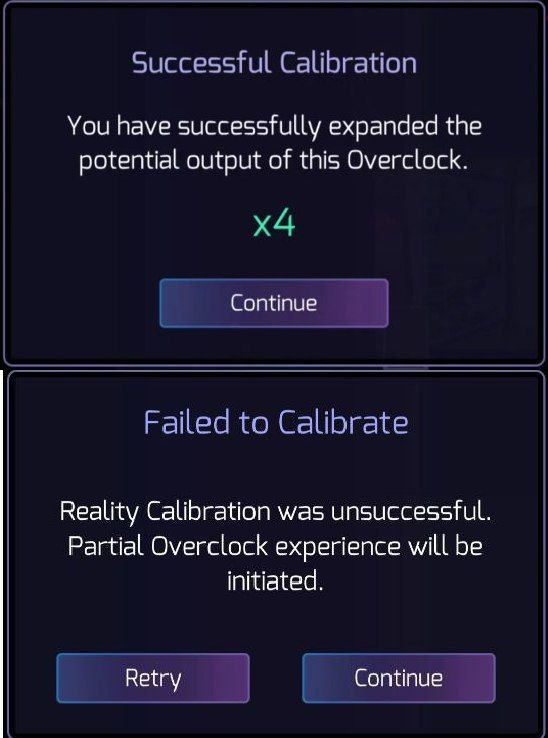 Successful Calibration
You have successfully expanded the
potential output of this Overclock.
x4
Continue
Failed to Calibrate
Reality Calibration was unsuccessful.
Partial Overclock experience will be
initiated.
Retry
Continue